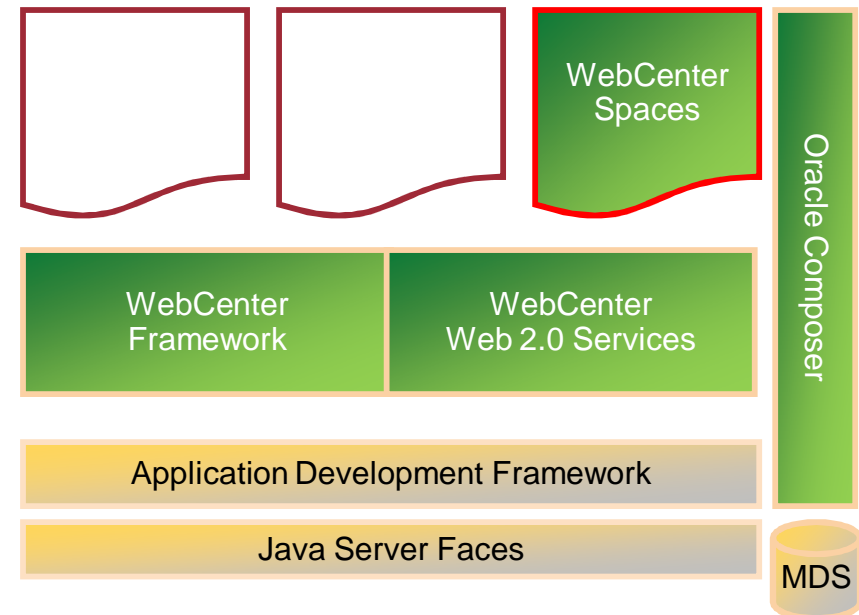 WebCenter
Spaces
Oracle Composer
WebCenter
Framework
WebCenter
Web 2.0 Services
Application Development Framework
Java Server Faces
MDS